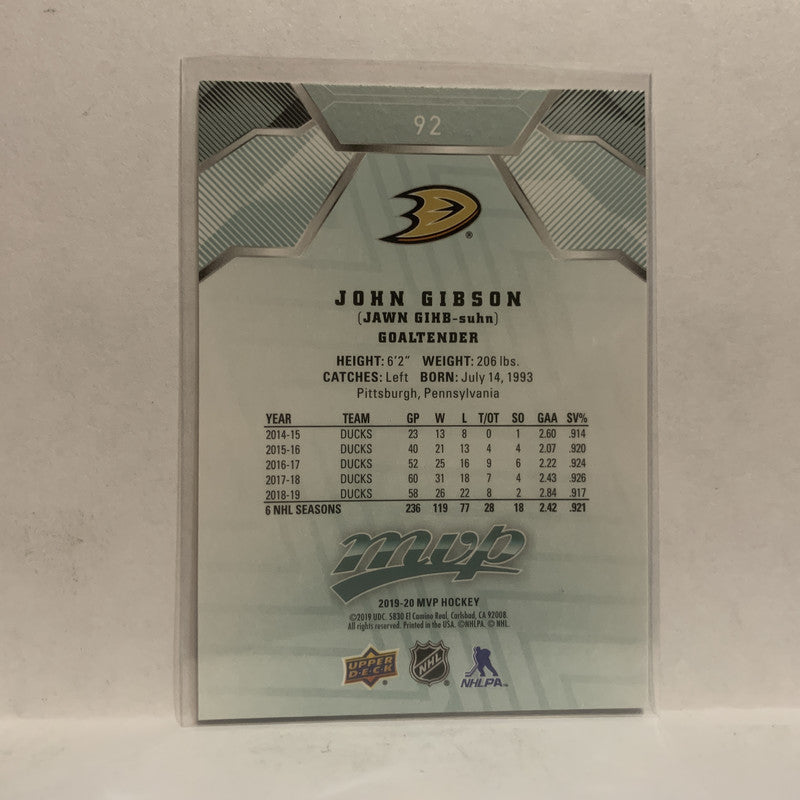 92
®
JOHN GIBSON
(JAWN GIHB-suhn)
GOALTENDER
HEIGHT: 6'2" WEIGHT: 206 lbs.
CATCHES: Left BORN: July 14, 1993
Pittsburgh, Pennsylvania
YEAR TEAM GP W L T/OT SO GAA SV%
2014-15 DUCKS 23 13 8 0 1 2.60 .914
2015-16 DUCKS 40 21 13 4 4 2.07 .920
2016-17 DUCKS 52 25 16 9 6 2.22 .924
2017-18 DUCKS 60 31 18 7 4 2.43 .926
2018-19 DUCKS 58 26 22 8 2 2.84 .917
6 NHL SEASONS 236 119 77 28 18 2.42 .921
mvp
2019-20 MVP HOCKEY
©2019 UDC. 5830 El Camino Real, Carlsbad, CA 92008.
All rights reserved. Printed in the USA. ©NHLPA. © NHL.
UPPER DECK ® NHL ® NHLPA™